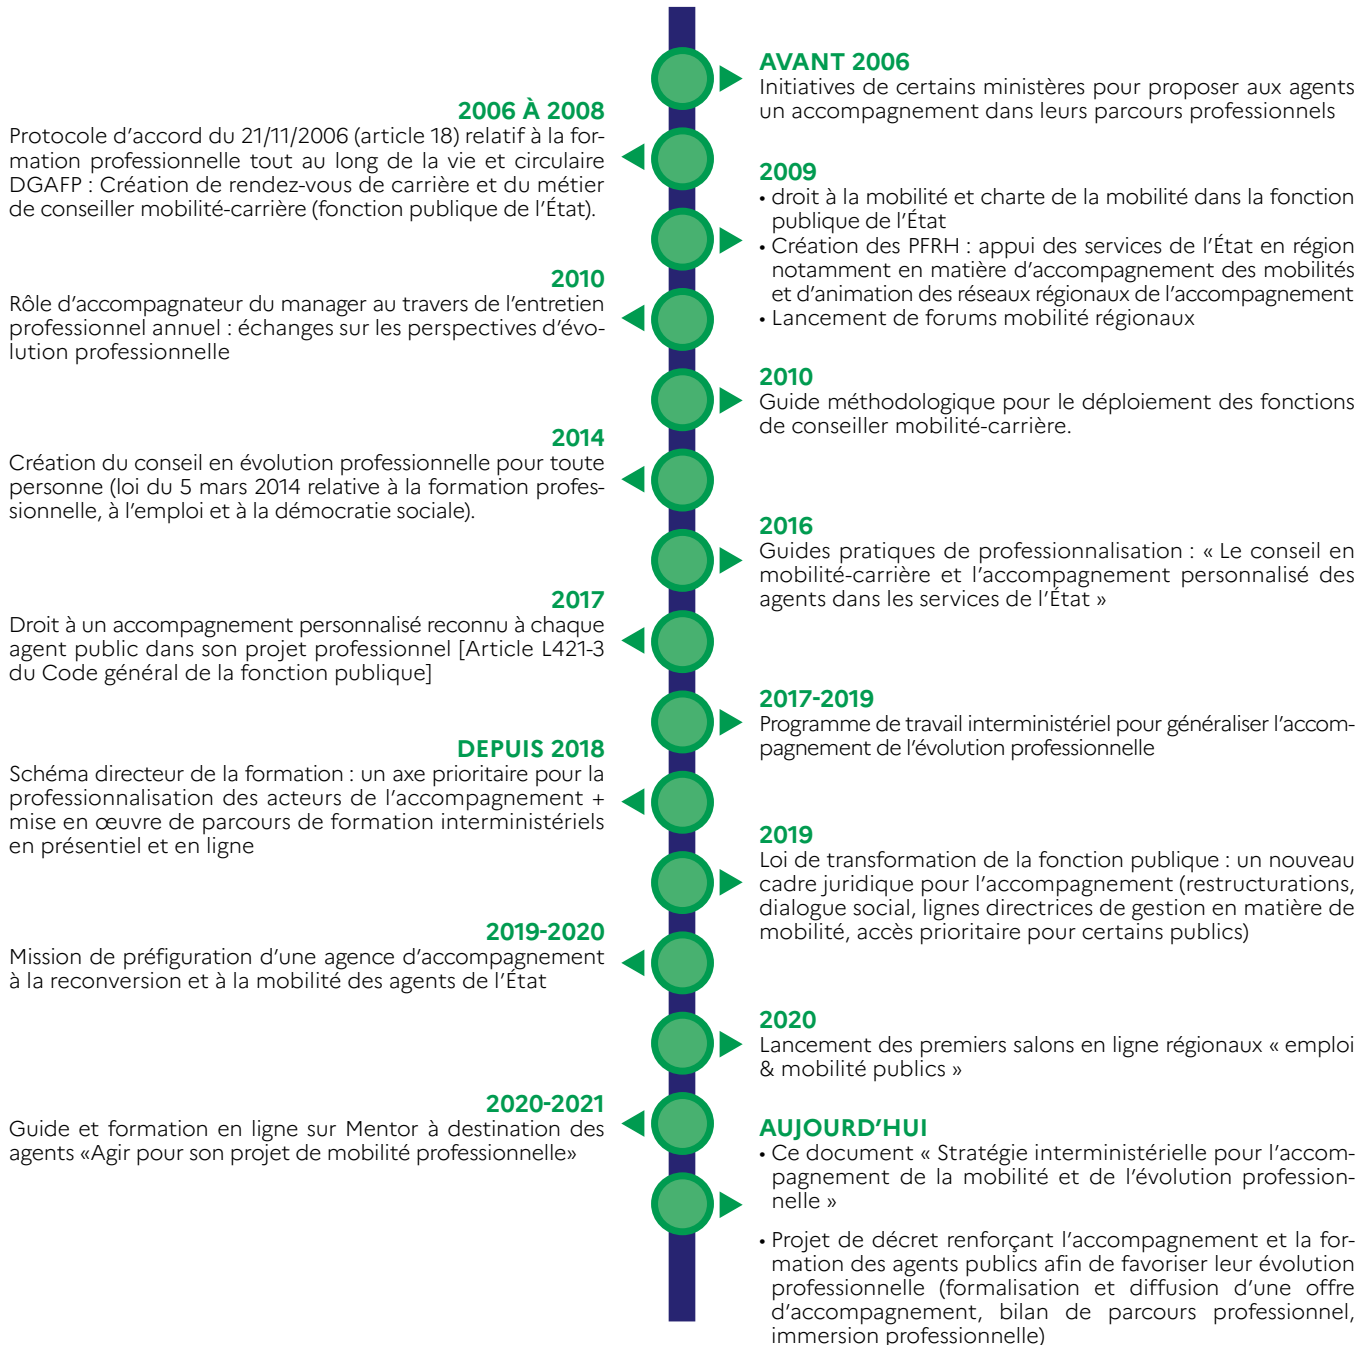 AVANT 2006
Initiatives de certains ministères pour proposer aux agents
un accompagnement dans leurs parcours professionnels
2006 À 2008
Protocole d’accord du 21/11/2006 (article 18) relatif à la for-
mation professionnelle tout au long de la vie et circulaire
DGAFP : Création de rendez-vous de carrière et du métier
de conseiller mobilité-carrière (fonction publique de l’État).
2009
• droit à la mobilité et charte de la mobilité dans la fonction
publique de l’État
• Création des PFRH : appui des services de l’État en région
notamment en matière d’accompagnement des mobilités
et d’animation des réseaux régionaux de l’accompagnement
• Lancement de forums mobilité régionaux
2010
Rôle d’accompagnateur du manager au travers de l’entretien
professionnel annuel : échanges sur les perspectives d’évo-
lution professionnelle
2010
Guide méthodologique pour le déploiement des fonctions
de conseiller mobilité-carrière.
2014
Création du conseil en évolution professionnelle pour toute
personne (loi du 5 mars 2014 relative à la formation profes-
sionnelle, à l’emploi et à la démocratie sociale).
2016
Guides pratiques de professionnalisation : « Le conseil en
mobilité-carrière et l’accompagnement personnalisé des
agents dans les services de l’État »
2017
Droit à un accompagnement personnalisé reconnu à chaque
agent public dans son projet professionnel [Article L421-3
du Code général de la fonction publique]
2017-2019
Programme de travail interministériel pour généraliser l’accom-
pagnement de l’évolution professionnelle
DEPUIS 2018
Schéma directeur de la formation : un axe prioritaire pour la
professionnalisation des acteurs de l’accompagnement +
mise en œuvre de parcours de formation interministériels
en présentiel et en ligne
2019
Loi de transformation de la fonction publique : un nouveau
cadre juridique pour l’accompagnement (restructurations,
dialogue social, lignes directrices de gestion en matière de
mobilité, accès prioritaire pour certains publics)
2019-2020
Mission de préfiguration d’une agence d’accompagnement
à la reconversion et à la mobilité des agents de l’État
2020
Lancement des premiers salons en ligne régionaux « emploi
& mobilité publics »
2020-2021
Guide et formation en ligne sur Mentor à destination des
agents «Agir pour son projet de mobilité professionnelle»
AUJOURD’HUI
• Ce document « Stratégie interministérielle pour l’accom-
pagnement de la mobilité et de l’évolution profession-
nelle »
• Projet de décret renforçant l’accompagnement et la for-
mation des agents publics afin de favoriser leur évolution
professionnelle (formalisation et diffusion d’une offre
d’accompagnement, bilan de parcours professionnel,
immersion professionnelle)